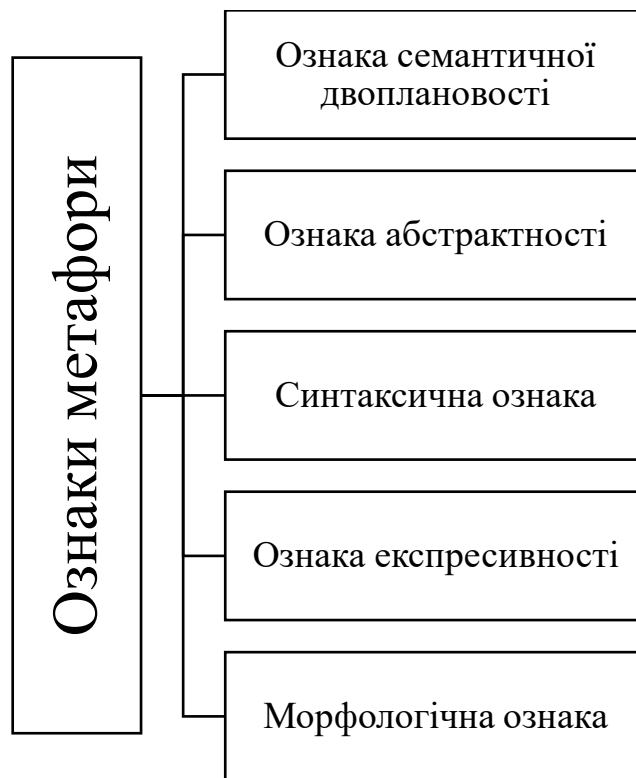 Ознаки метафори
Ознака семантичної
двоплановості
Ознака абстрактності
Синтаксична ознака
Ознака експресивності
Морфологічна ознака